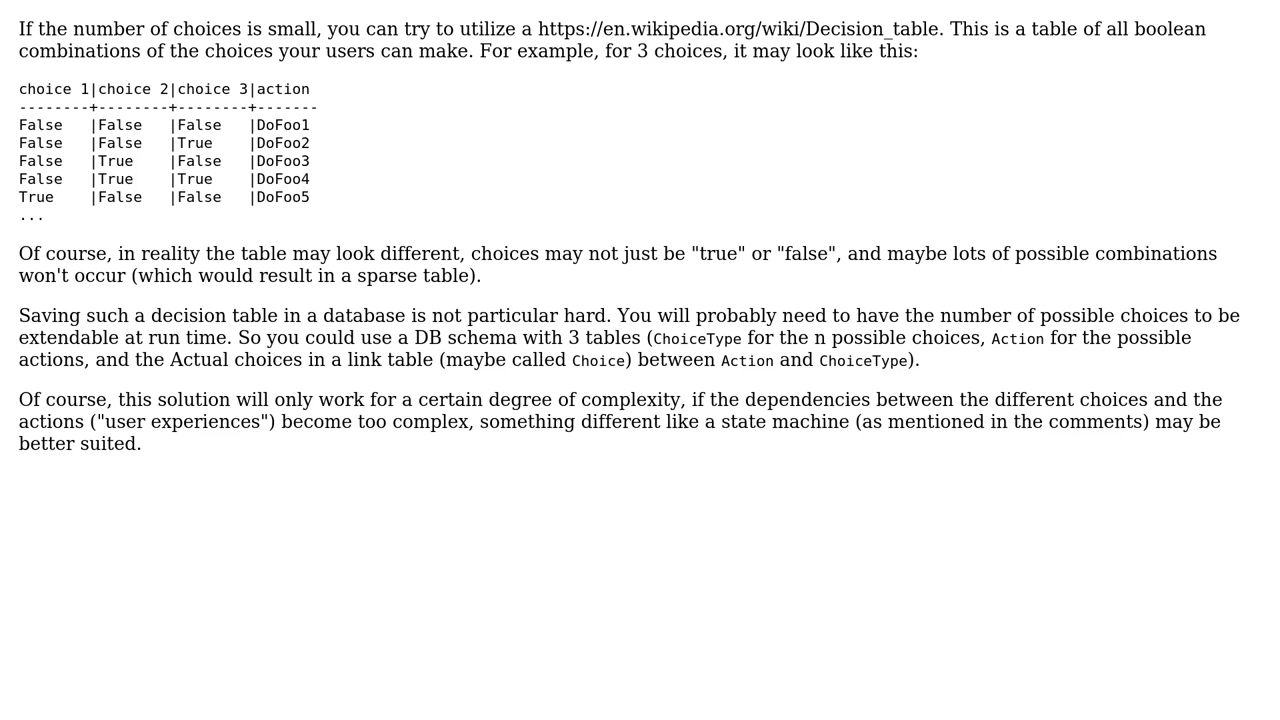 If the number of choices is small, you can try to utilize a https://en.wikipedia.org/wiki/Decision_table. This is a table of all boolean
combinations of the choices your users can make. For example, for 3 choices, it may look like this:
choice 1|choice 2|choice 3|action
--------+--------+--------+-------
False   |False   |False   |DoFoo1
False   |False   |True    |DoFoo2
False   |True    |False   |DoFoo3
False   |True    |True    |DoFoo4
True    |False   |False   |DoFoo5
...
Of course, in reality the table may look different, choices may not just be "true" or "false", and maybe lots of possible combinations
won't occur (which would result in a sparse table).
Saving such a decision table in a database is not particular hard. You will probably need to have the number of possible choices to be
extendable at run time. So you could use a DB schema with 3 tables (ChoiceType for the n possible choices, Action for the possible
actions, and the Actual choices in a link table (maybe called Choice) between Action and ChoiceType).
Of course, this solution will only work for a certain degree of complexity, if the dependencies between the different choices and the
actions ("user experiences") become too complex, something different like a state machine (as mentioned in the comments) may be
better suited.